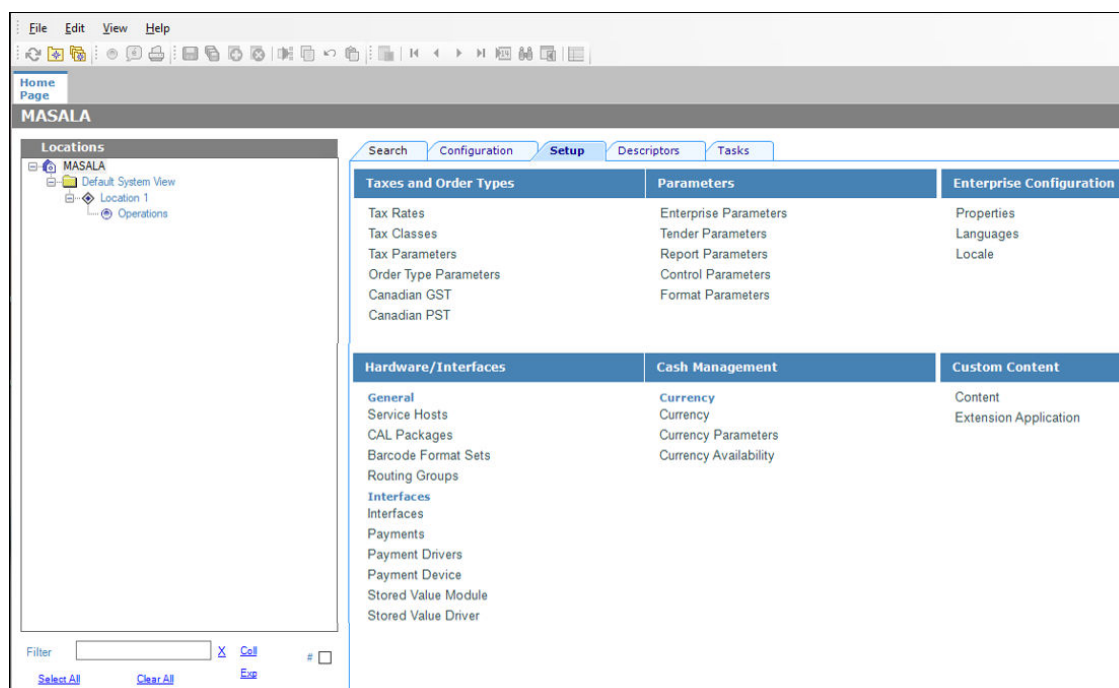 File Edit View Help
Home
Page
MASALA
Locations
MASALA
Default System View
Location 1
Operations
Filter
X
Coll
Exp
#
Select All
Clear All
Search Configuration Setup Descriptors Tasks
Taxes and Order Types
Tax Rates
Tax Classes
Tax Parameters
Order Type Parameters
Canadian GST
Canadian PST
Parameters
Enterprise Parameters
Tender Parameters
Report Parameters
Control Parameters
Format Parameters
Enterprise Configuration
Properties
Languages
Locale
Hardware/Interfaces
General
Service Hosts
CAL Packages
Barcode Format Sets
Routing Groups
Interfaces
Interfaces
Payments
Payment Drivers
Payment Device
Stored Value Module
Stored Value Driver
Cash Management
Currency
Currency
Currency Parameters
Currency Availability
Custom Content
Content
Extension Application